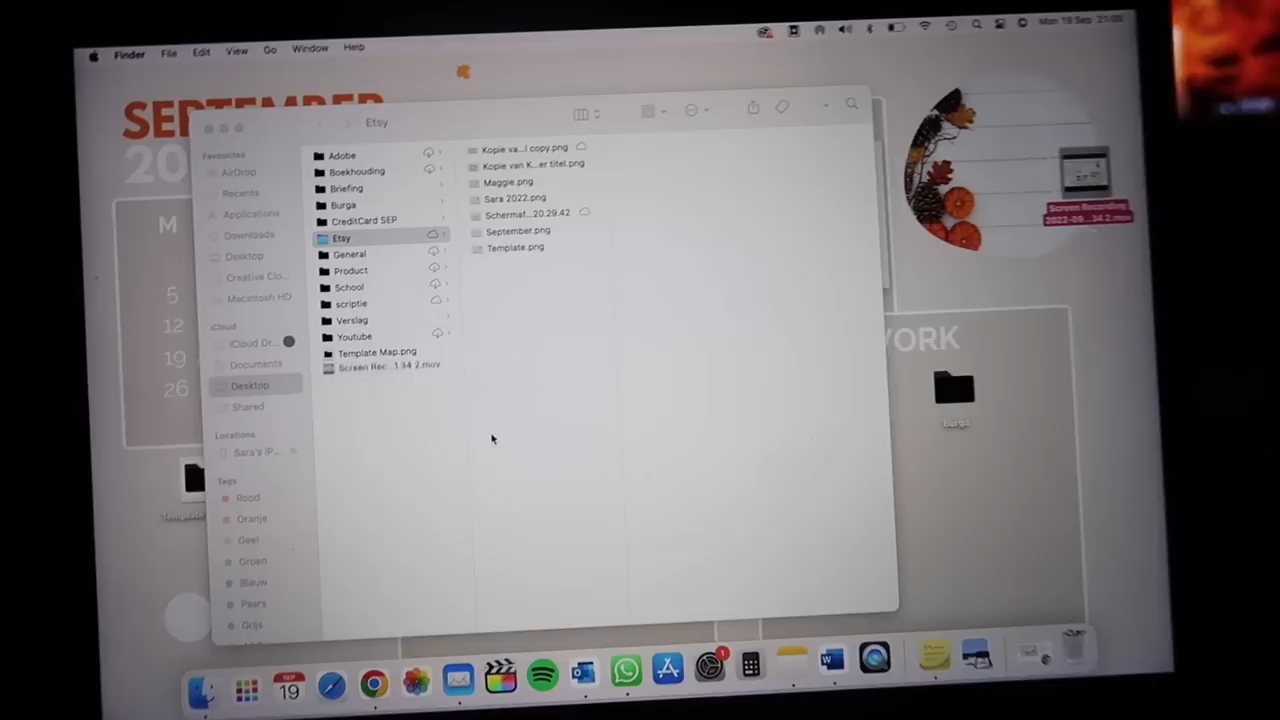 Finder File Edit View Go Window Help
Mon 19 Sep
SEPTEMBER
20
M
5
12
19
26
Etsy
Favourites
AirDrop
Recents
Applications
Downloads
Desktop
Creative Clo...
Macintosh HD
iCloud
iCloud Dr...
Documents
Desktop
Shared
Locations
Sara's iP...
Tags
Rood
Oranje
Geel
Groen
Blauw
Paars
Grijs
Adobe
Boekhouding
Briefing
Burga
CreditCard SEP
Etsy
General
Product
School
scriptie
Verslag
Youtube
Template Map.png
Screen Rec...1 34 2.mov
Kopie va...l copy.png
Kopie van K...er titel.png
Maggie.png
Sara 2022.png
Schermaf...20.29.42
September.png
Template.png
Screen Recording
2022-09...34 2.mov
WORK
Burga
Template
SEP
19
1
W